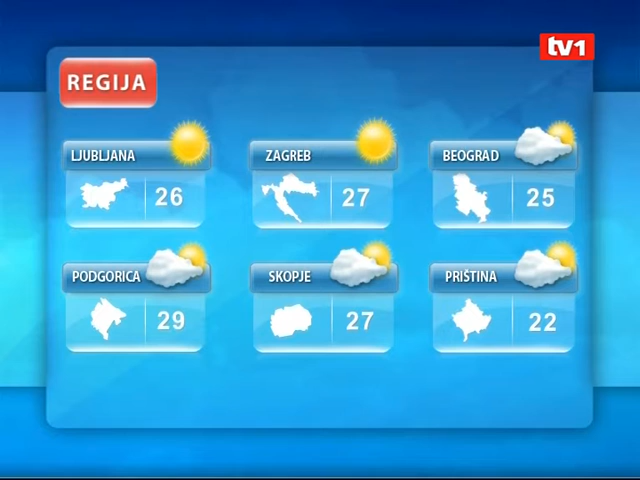 tv1
REGIJA
LJUBLJANA
26
ZAGREB
27
BEOGRAD
25
PODGORICA
29
SKOPJE
27
PRIŠTINA
22